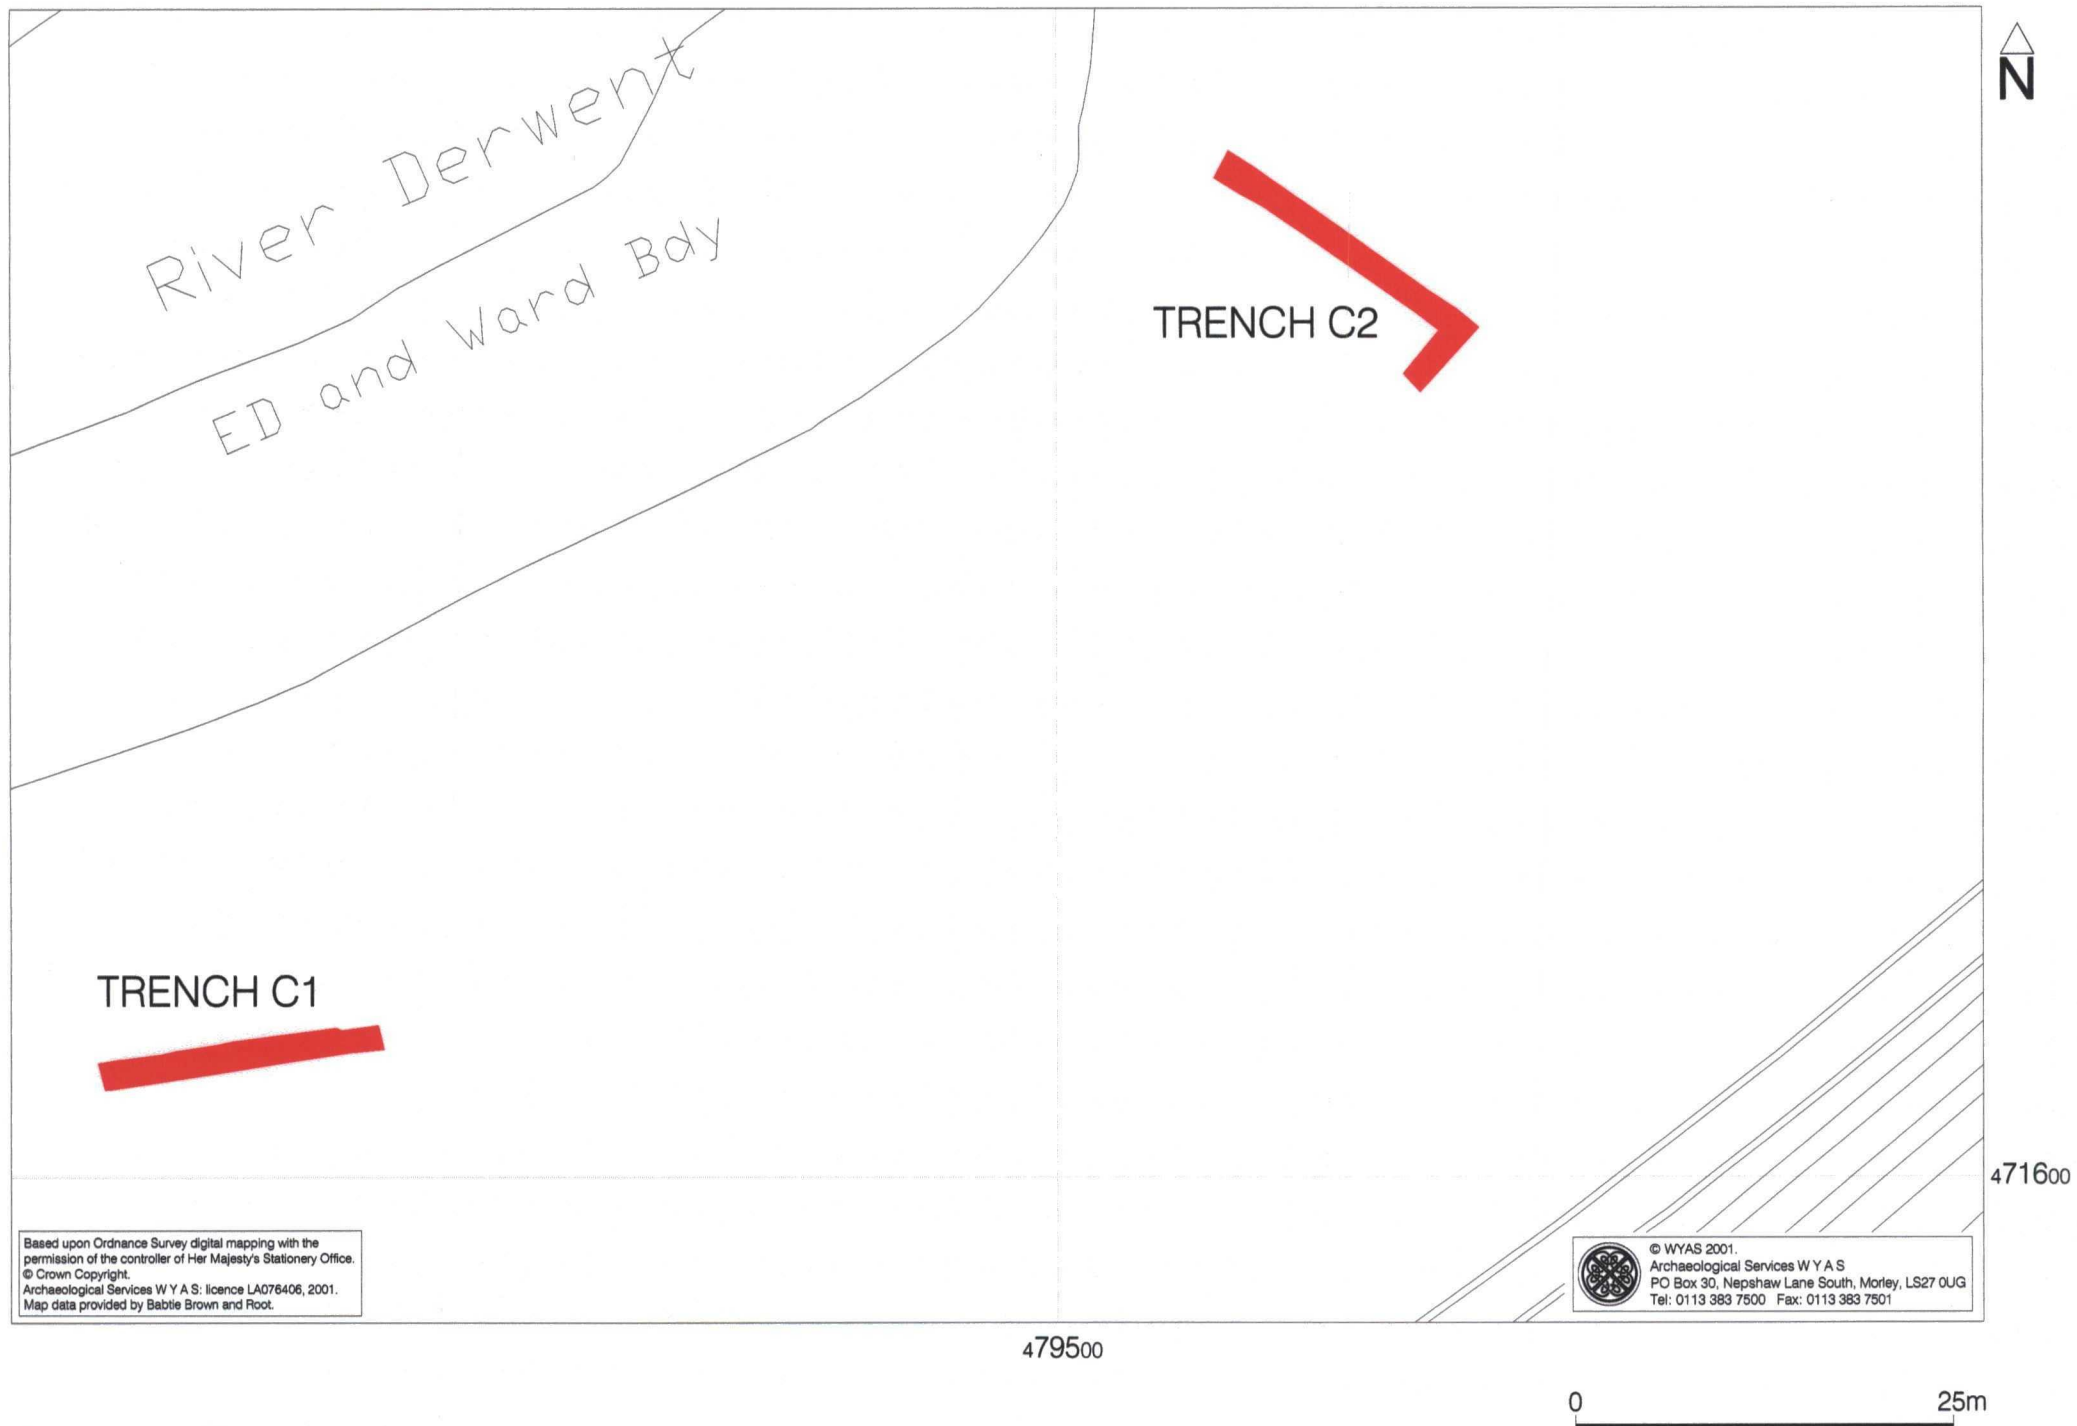 N
River Derwent
ED and Ward Bdy
TRENCH C2
TRENCH C1
471600
Based upon Ordnance Survey digital mapping with the
permission of the controller of Her Majesty's Stationery Office.
© Crown Copyright.
Archaeological Services W Y A S: licence LA076406, 2001.
Map data provided by Babtie Brown and Root.
© WYAS 2001.
Archaeological Services W Y A S
PO Box 30, Nepshaw Lane South, Morley, LS27 0UG
Tel: 0113 383 7500 Fax: 0113 383 7501
479500
0 25m